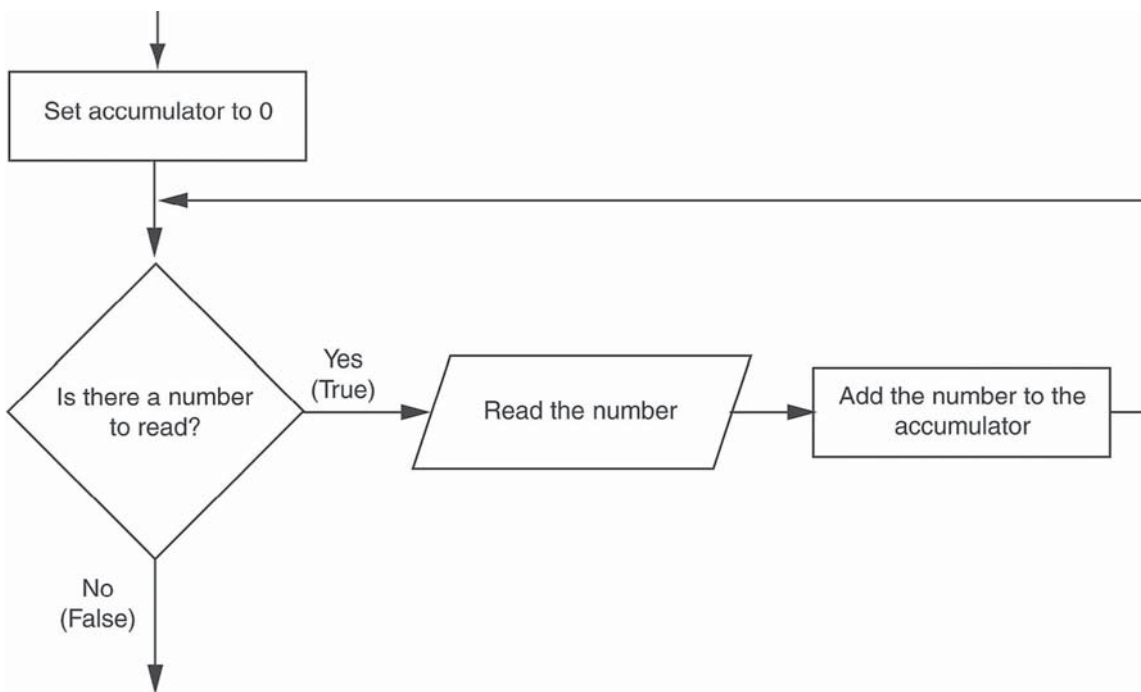 Set accumulator to 0
Is there a number
to read?
Yes
(True)
Read the number
Add the number to the
accumulator
No
(False)